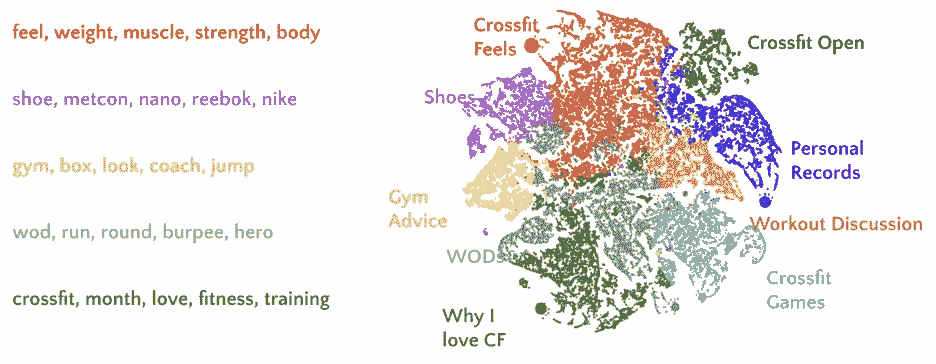 feel, weight, muscle, strength, body
shoe, metcon, nano, reebok, nike
gym, box, look, coach, jump
wod, run, round, burpee, hero
crossfit, month, love, fitness, training
Crossfit
Feels
Crossfit Open
Shoes
Personal
Records
Gym
Advice
Workout Discussion
WODs
Crossfit
Games
Why I
love CF